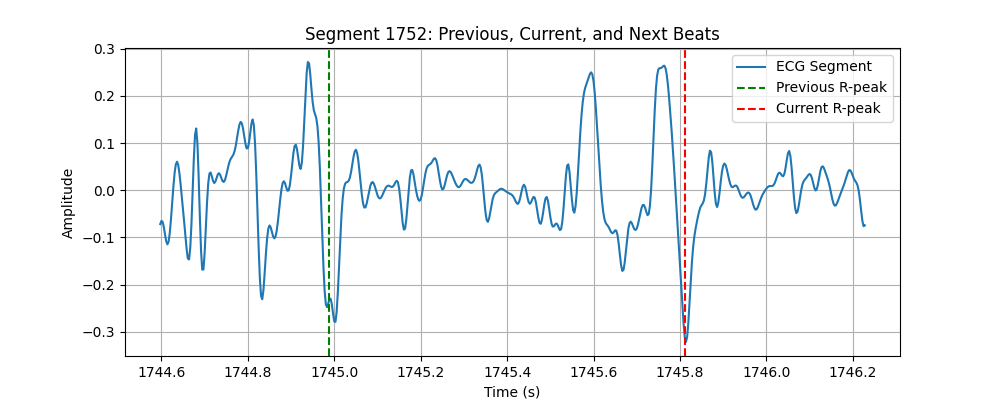 Segment 1752: Previous, Current, and Next Beats
0.3
0.2
0.1
0.0
−0.1
−0.2
−0.3
Amplitude
ECG Segment
Previous R-peak
Current R-peak
1744.6 1744.8 1745.0 1745.2 1745.4 1745.6 1745.8 1746.0 1746.2
Time (s)